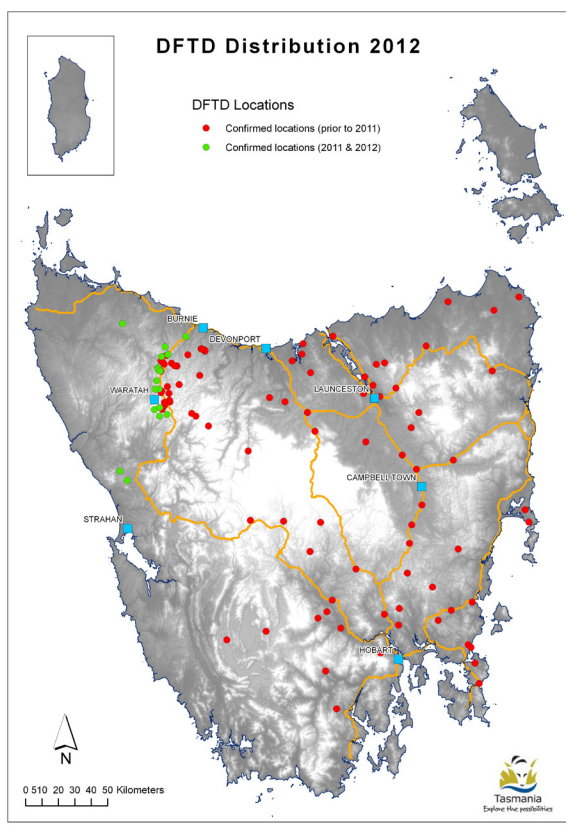 DFTD Distribution 2012
DFTD Locations
Confirmed locations (prior to 2011)
Confirmed locations (2011 & 2012)
BURNIE
DEVONPORT
WARATAH
LAUNCESTON
CAMPBELL TOWN
STRAHAN
HOBART
N
0 510 20 30 40 50 Kilometers
Tasmania
Explore the possibilities